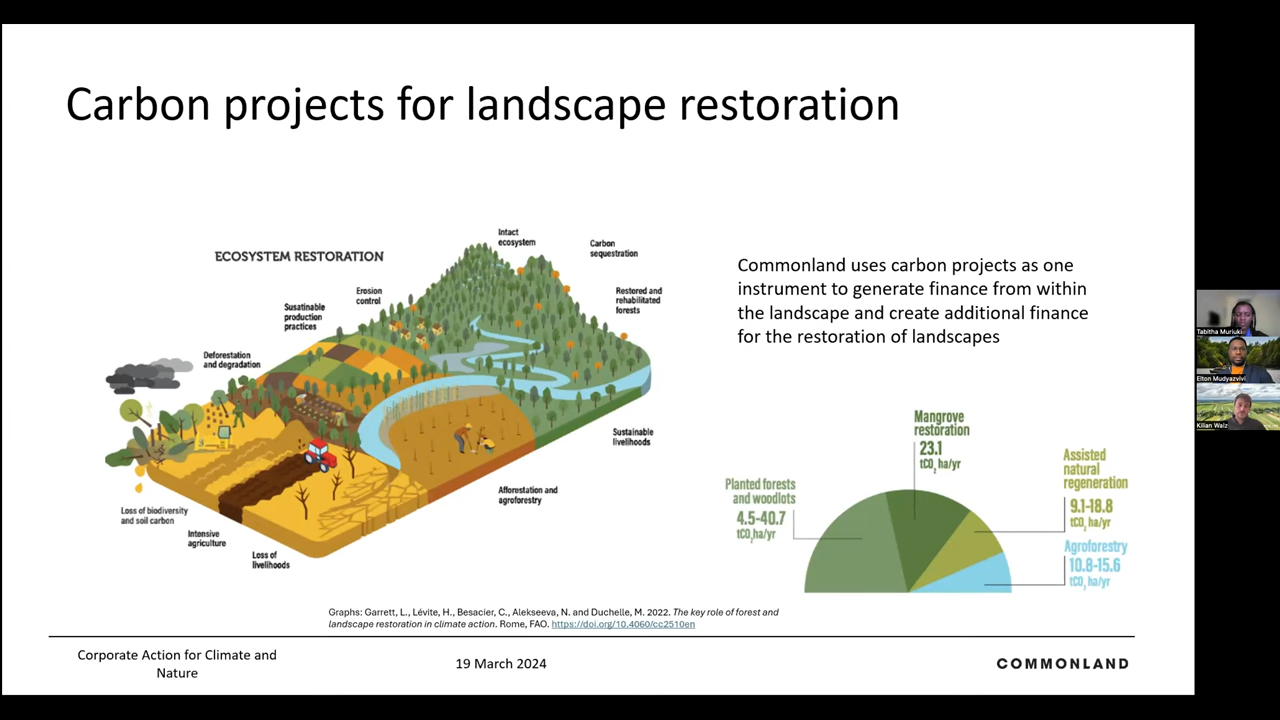 Carbon projects for landscape restoration
ECOSYSTEM RESTORATION
Intact
ecosystem
Carbon
sequestration
Erosion
control
Restored and
rehabilitated
forests
Susatinable
production
practices
Deforestation
and degradation
Sustainable
livelihoods
Afforestation and
agroforestry
Loss of biodiversity
and soil carbon
Intensive
agriculture
Loss of
livelihoods
Commonland uses carbon projects as one
instrument to generate finance from within
the landscape and create additional finance
for the restoration of landscapes
Mangrove
restoration
23.1
tCO₂ ha/yr
Planted forests
and woodlots
4.5-40.7
tCO₂ha/yr
Assisted
natural
regeneration
9.1-18.8
tCO₂ ha/yr
Agroforestry
10.8-15.6
tCO₂ ha/yr
Graphs: Garrett, L., Lévite, H., Besacier, C., Alekseeva, N. and Duchelle, M. 2022. The key role of forest and
landscape restoration in climate action. Rome, FAO. https://doi.org/10.4060/cc2510en
Corporate Action for Climate and
Nature
19 March 2024
COMMONLAND
Tabitha Muriuki
Elton Mudyazvivi
Kilian Walz